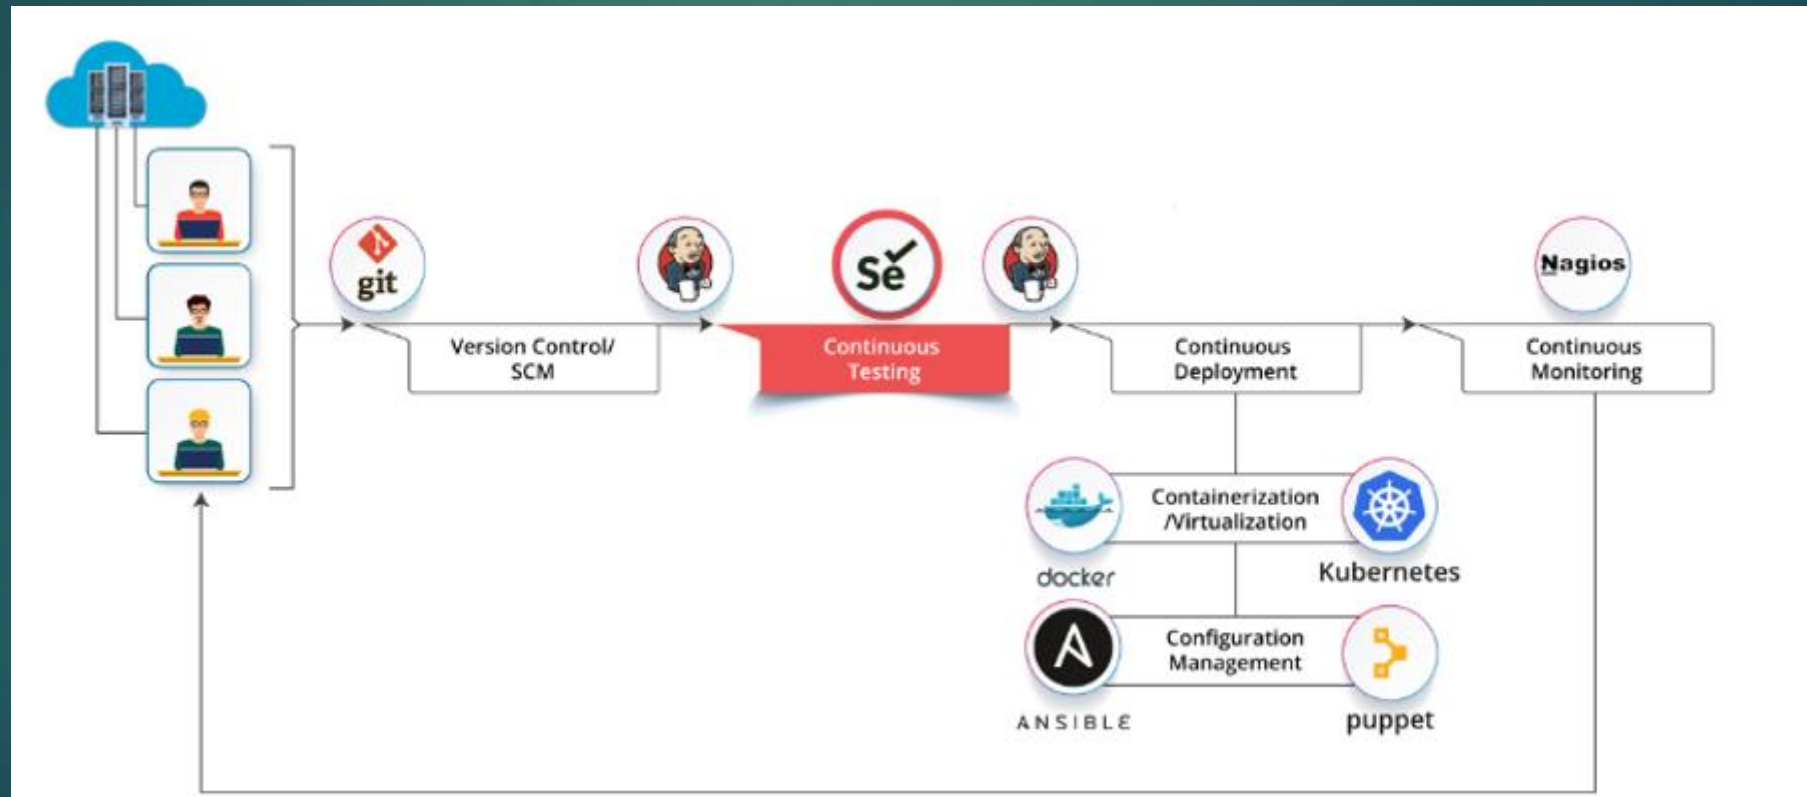 git
Version Control/
SCM
Se
Continuous
Testing
Continuous
Deployment
Nagios
Continuous
Monitoring
Containerization
/Virtualization
docker
Kubernetes
Configuration
Management
ANSIBLE
puppet